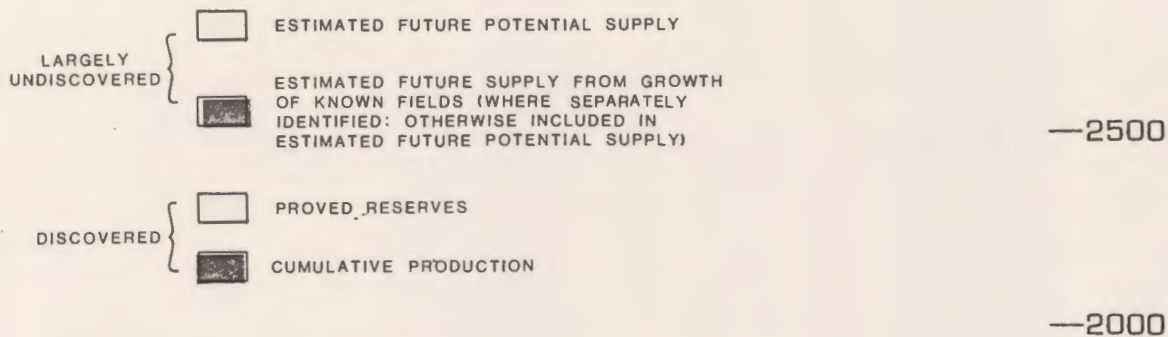 ESTIMATED FUTURE POTENTIAL SUPPLY
LARGELY
UNDISCOVERED
ESTIMATED FUTURE SUPPLY FROM GROWTH
OF KNOWN FIELDS (WHERE SEPARATELY
IDENTIFIED: OTHERWISE INCLUDED IN
ESTIMATED FUTURE POTENTIAL SUPPLY)
—2500
PROVED RESERVES
DISCOVERED
CUMULATIVE PRODUCTION
—2000